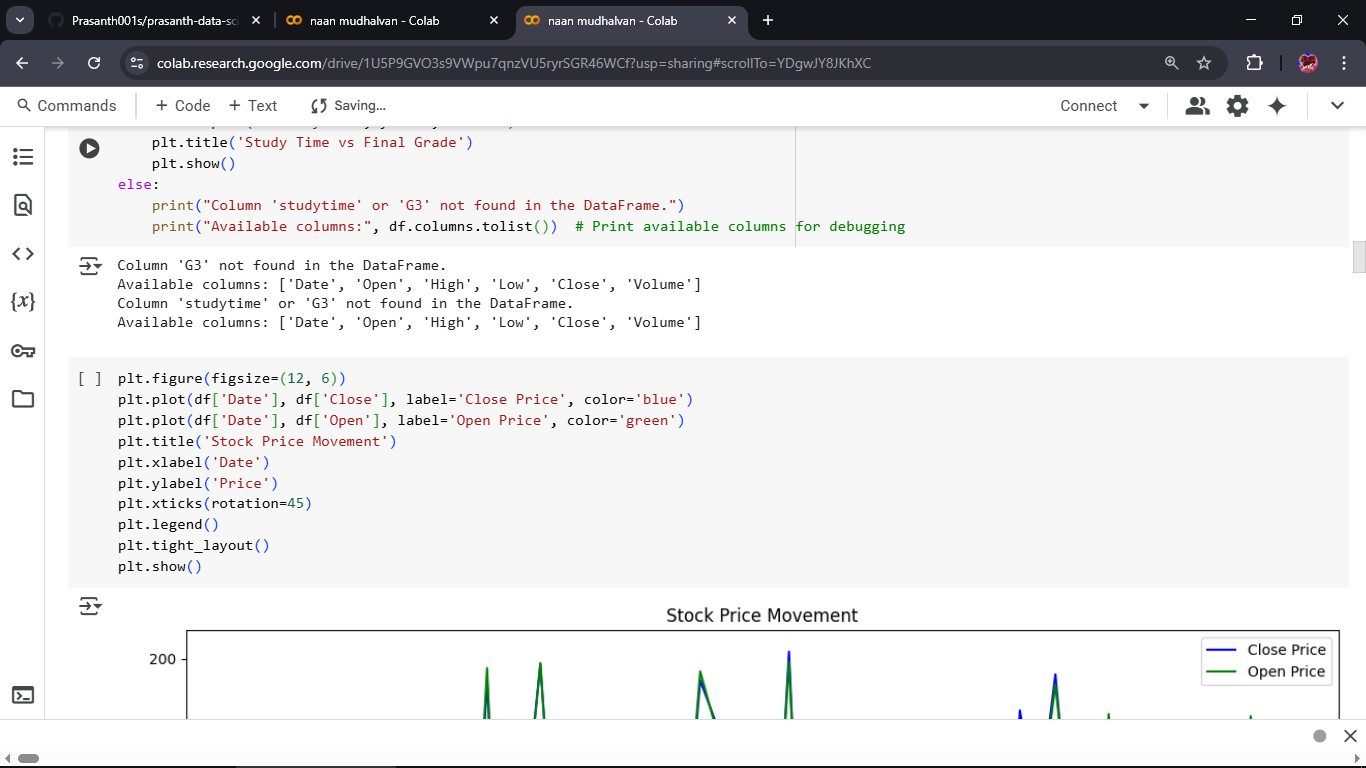 Prasanth001s/prasanth-data-sci
naan mudhalvan - Colab
naan mudhalvan - Colab
colab.research.google.com/drive/1U5P9GVO3s9VWpu7qnzVU5ryrSGR46WCf?usp=sharing#scrollTo=YDgwJY8JKhXC
Commands
+ Code
+ Text
Saving...
Connect
plt.title('Study Time vs Final Grade')
plt.show()
else:
print("Column 'studytime' or 'G3' not found in the DataFrame.")
print("Available columns:", df.columns.tolist())  # Print available columns for debugging
Column 'G3' not found in the DataFrame.
Available columns: ['Date', 'Open', 'High', 'Low', 'Close', 'Volume']
Column 'studytime' or 'G3' not found in the DataFrame.
Available columns: ['Date', 'Open', 'High', 'Low', 'Close', 'Volume']
[ ] plt.figure(figsize=(12, 6))
plt.plot(df['Date'], df['Close'], label='Close Price', color='blue')
plt.plot(df['Date'], df['Open'], label='Open Price', color='green')
plt.title('Stock Price Movement')
plt.xlabel('Date')
plt.ylabel('Price')
plt.xticks(rotation=45)
plt.legend()
plt.tight_layout()
plt.show()
Stock Price Movement
200
Close Price
Open Price